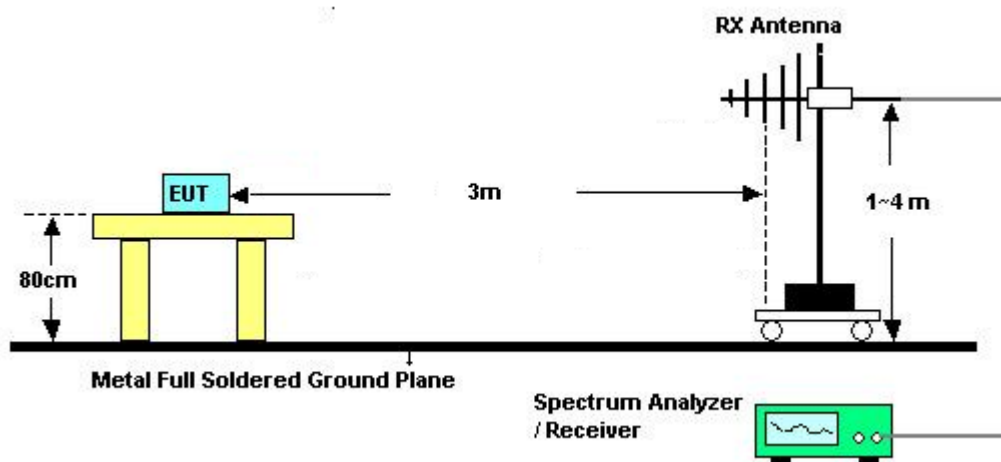 RX Antenna
EUT
3m
1~4 m
80cm
Metal Full Soldered Ground Plane
Spectrum Analyzer
/ Receiver